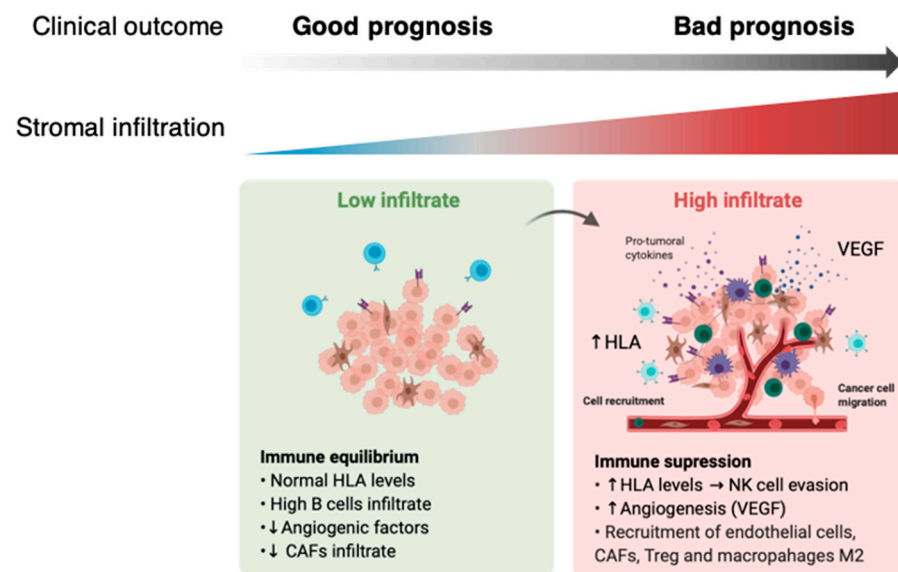 Clinical outcome
Good prognosis
Bad prognosis
Stromal infiltration
Low infiltrate
High infiltrate
Pro-tumoral
cytokines
VEGF
↑HLA
Cell recruitment
Cancer cell
migration
Immune equilibrium
• Normal HLA levels
• High B cells infiltrate
•↓Angiogenic factors
•↓ CAFs infiltrate
Immune supression
• ↑HLA levels → NK cell evasion
• ↑Angiogenesis (VEGF)
• Recruitment of endothelial cells,
CAFs, Treg and macropahages M2